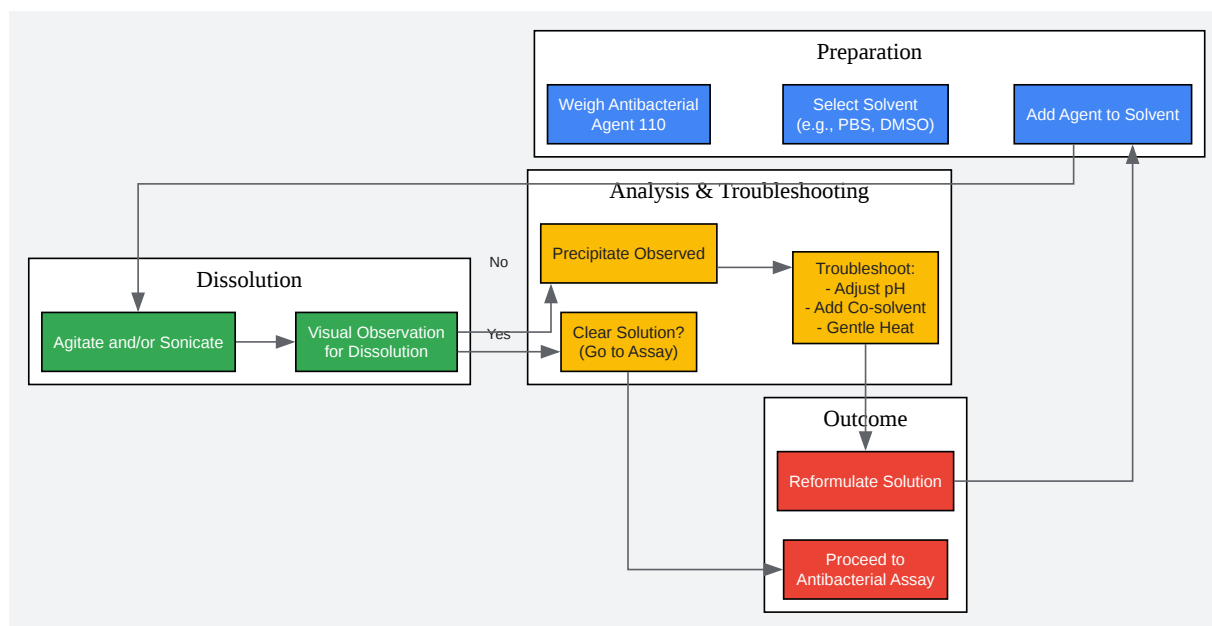 Preparation
Weigh Antibacterial
Agent 110
Select Solvent
(e.g., PBS, DMSO)
Add Agent to Solvent
Analysis & Troubleshooting
Precipitate Observed
Troubleshoot:
- Adjust pH
- Add Co-solvent
- Gentle Heat
Clear Solution?
(Go to Assay)
No
Yes
Dissolution
Agitate and/or Sonicate
Visual Observation
for Dissolution
Outcome
Reformulate Solution
Proceed to
Antibacterial Assay